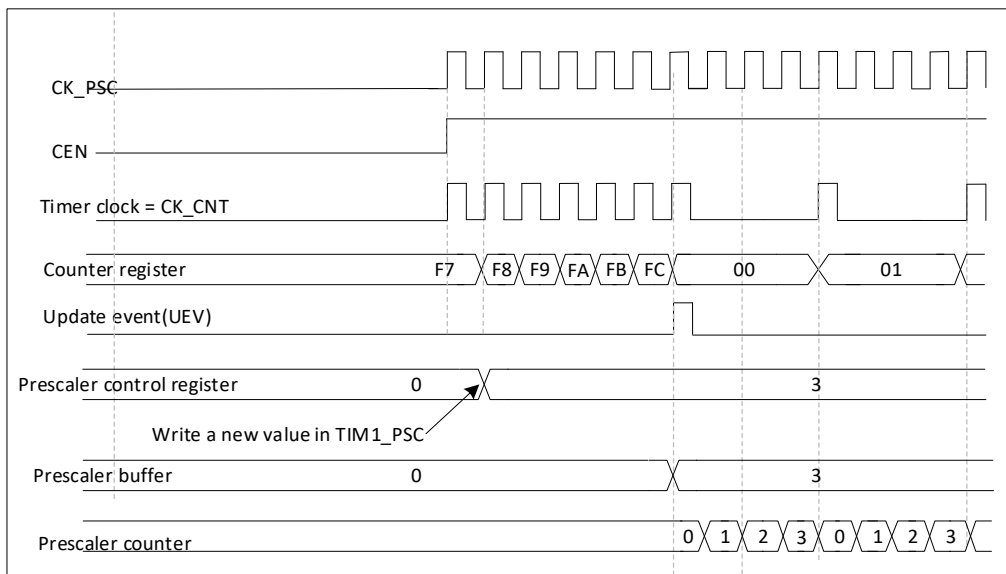 CK_PSC
CEN
Timer clock = CK_CNT
Counter register F7 F8 F9 FA FB FC 00 01
Update event(UEV)
Prescaler control register 0 3
Write a new value in TIM1_PSC
Prescaler buffer 0 3
Prescaler counter 0 1 2 3 0 1 2 3